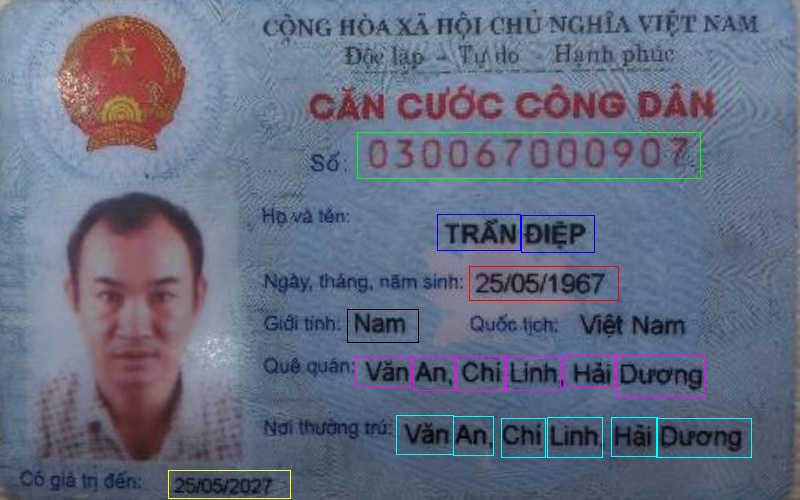 CỘNG HÒA XÃ HỘI CHỦ NGHĨA VIỆT NAM
Độc lập - Tự do - Hạnh phúc
CĂN CƯỚC CÔNG DÂN
Số: 030067000907
Họ và tên:
TRẦN ĐIỆP
Ngày, tháng, năm sinh: 25/05/1967
Giới tính: Nam Quốc tịch: Việt Nam
Quê quán: Văn An, Chí Linh, Hải Dương
Nơi thường trú: Văn An, Chí Linh, Hải Dương
Có giá trị đến: 25/05/2027